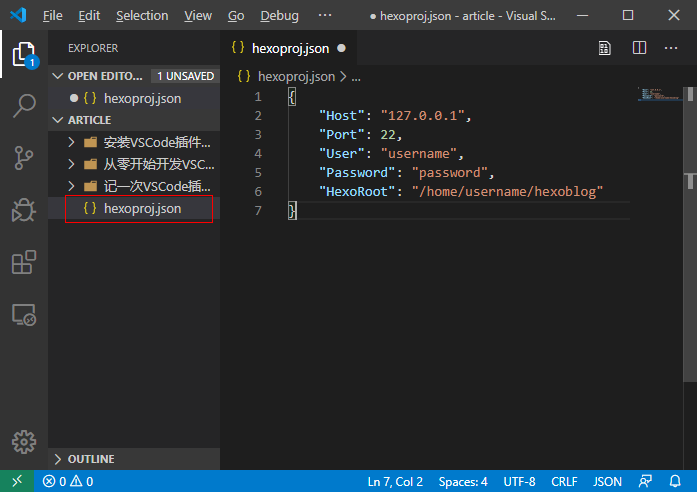 File Edit Selection View Go Debug ··· ● hexoproj.json - article - Visual S...
EXPLORER
OPEN EDITO... 1 UNSAVED
● { } hexoproj.json
ARTICLE
安装VSCode插件...
从零开始开发VSC...
记一次VSCode插...
{ } hexoproj.json
OUTLINE
{ } hexoproj.json ●
{ } hexoproj.json > ...
1 {
2 "Host": "127.0.0.1",
3 "Port": 22,
4 "User": "username",
5 "Password": "password",
6 "HexoRoot": "/home/username/hexoblog"
7 }
1
0 0 Ln 7, Col 2 Spaces: 4 UTF-8 CRLF JSON